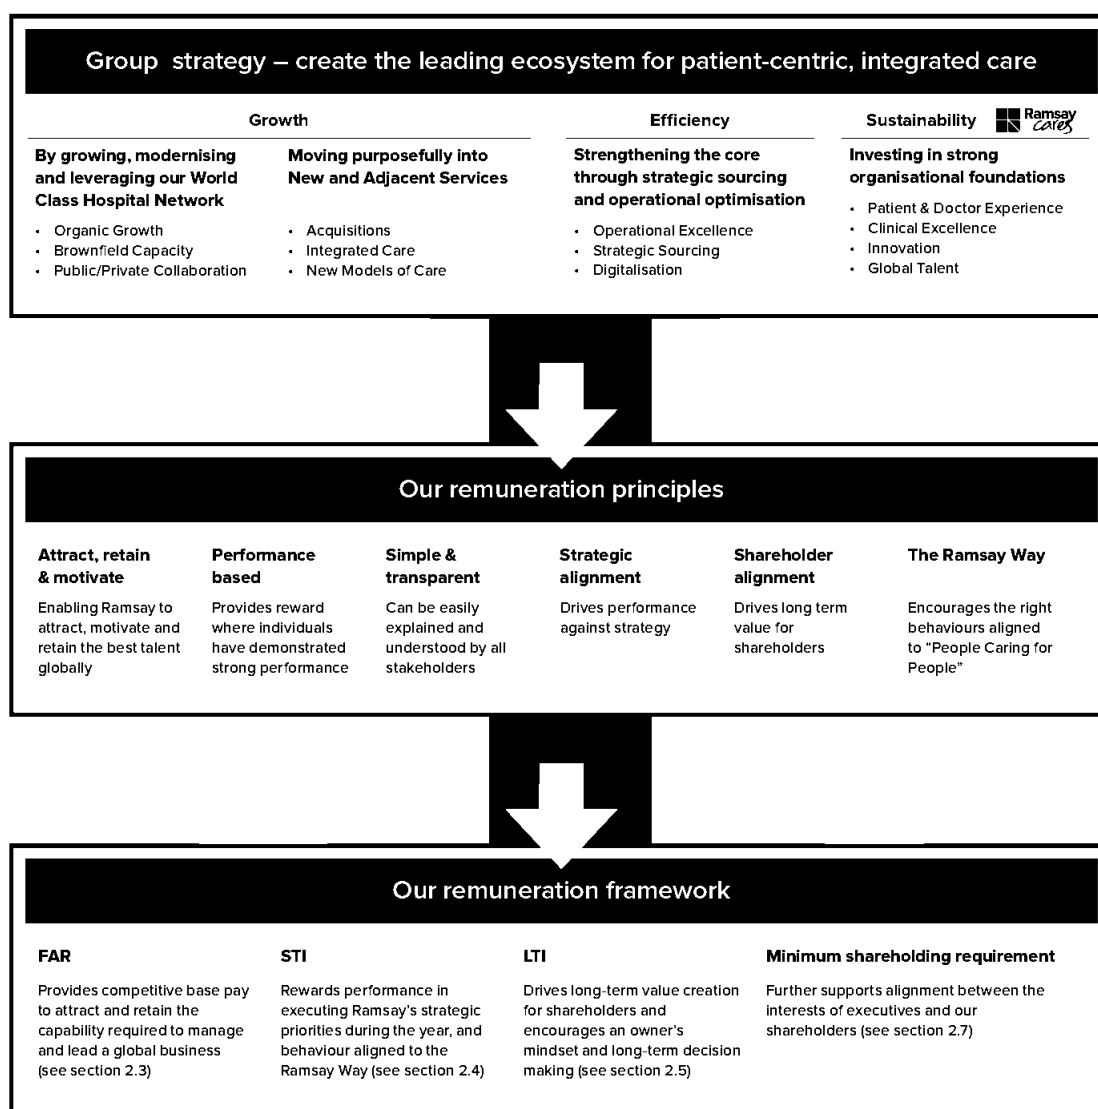 Group strategy – create the leading ecosystem for patient-centric, integrated care
Growth
By growing, modernising
and leveraging our World
Class Hospital Network
• Organic Growth
• Brownfield Capacity
• Public/Private Collaboration
Moving purposefully into
New and Adjacent Services
• Acquisitions
• Integrated Care
• New Models of Care
Efficiency
Strengthening the core
through strategic sourcing
and operational optimisation
• Operational Excellence
• Strategic Sourcing
• Digitalisation
Sustainability
Ramsay
cares
Investing in strong
organisational foundations
• Patient & Doctor Experience
• Clinical Excellence
• Innovation
• Global Talent
Our remuneration principles
Attract, retain
& motivate
Enabling Ramsay to
attract, motivate and
retain the best talent
globally
Performance
based
Provides reward
where individuals
have demonstrated
strong performance
Simple &
transparent
Can be easily
explained and
understood by all
stakeholders
Strategic
alignment
Drives performance
against strategy
Shareholder
alignment
Drives long term
value for
shareholders
The Ramsay Way
Encourages the right
behaviours aligned
to “People Caring for
People”
Our remuneration framework
FAR
Provides competitive base pay
to attract and retain the
capability required to manage
and lead a global business
(see section 2.3)
STI
Rewards performance in
executing Ramsay’s strategic
priorities during the year, and
behaviour aligned to the
Ramsay Way (see section 2.4)
LTI
Drives long-term value creation
for shareholders and
encourages an owner’s
mindset and long-term decision
making (see section 2.5)
Minimum shareholding requirement
Further supports alignment between the
interests of executives and our
shareholders (see section 2.7)